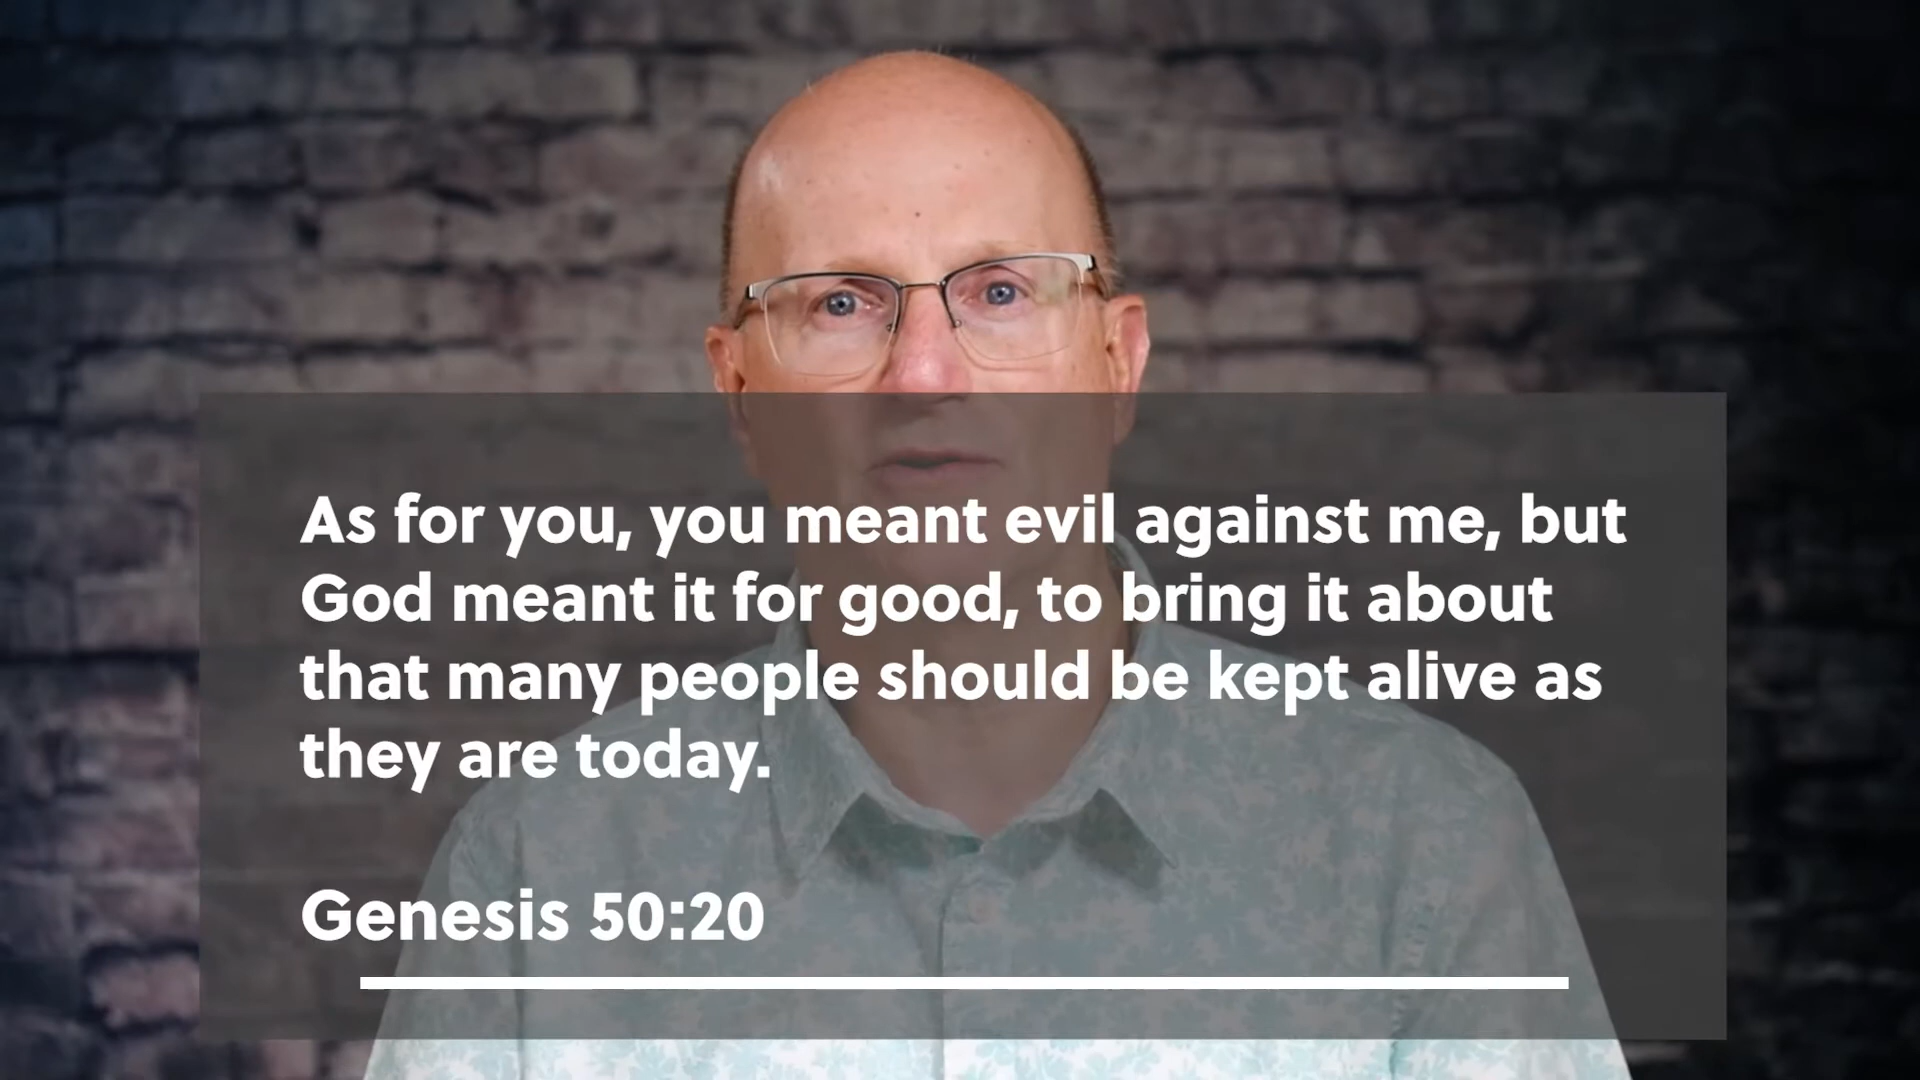 As for you, you meant evil against me, but
God meant it for good, to bring it about
that many people should be kept alive as
they are today.
Genesis 50:20